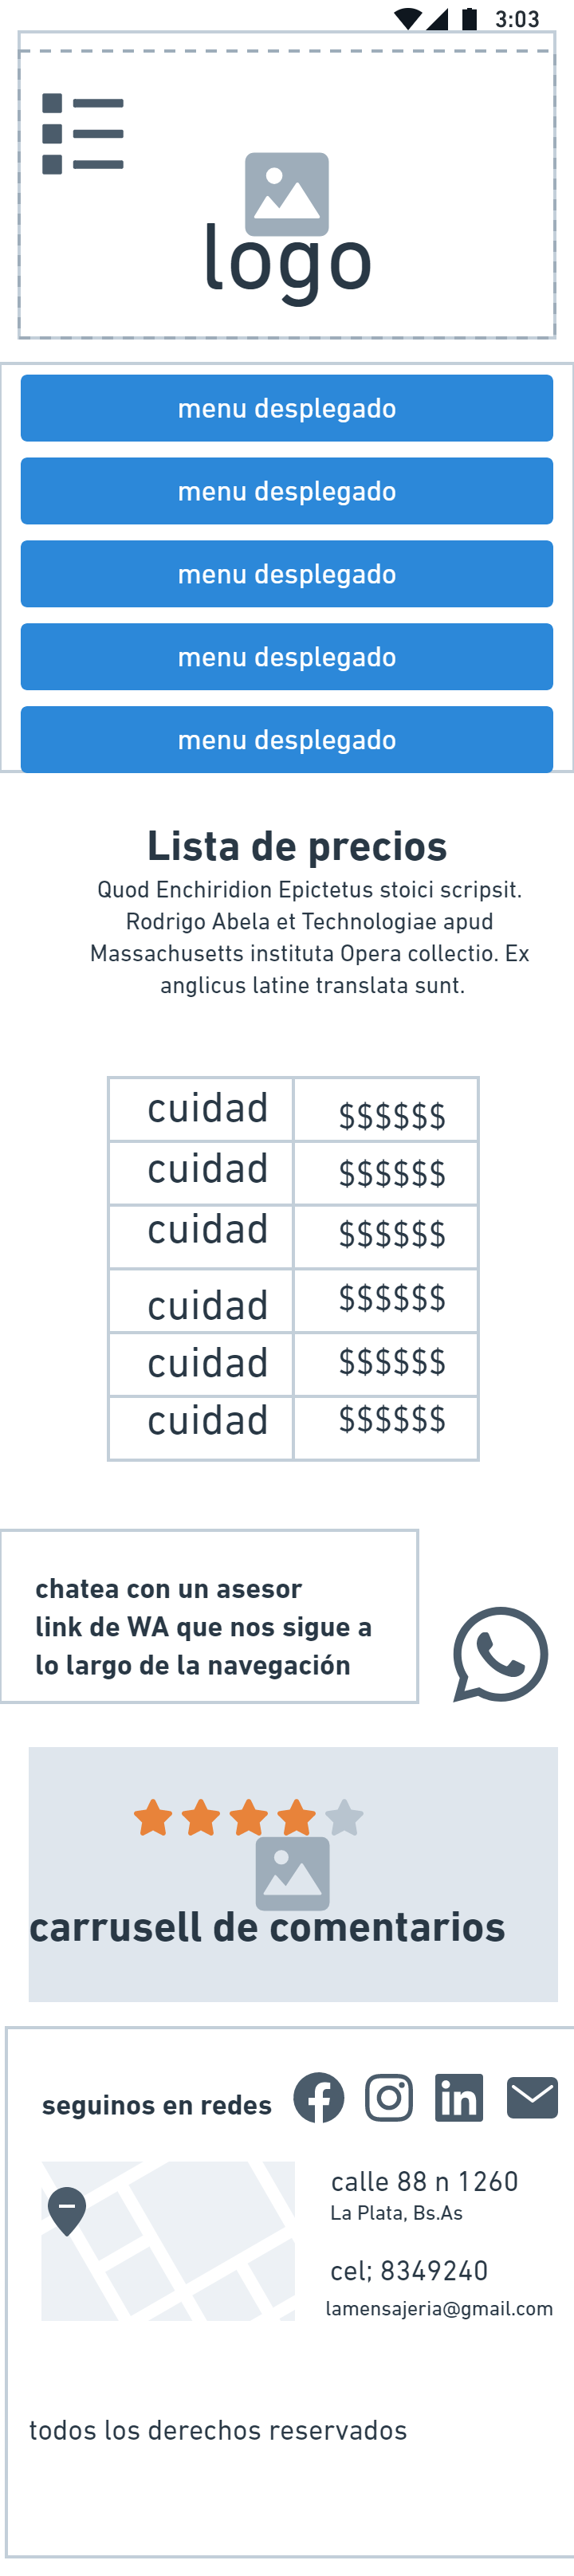 3:03
logo
menu desplegado
menu desplegado
menu desplegado
menu desplegado
menu desplegado
Lista de precios
Quod Enchiridion Epictetus stoici scripsit.
Rodrigo Abela et Technologiae apud
Massachusetts instituta Opera collectio. Ex
anglicus latine translata sunt.
cuidad $$$$$$
cuidad $$$$$$
cuidad $$$$$$
cuidad $$$$$$
cuidad $$$$$$
cuidad $$$$$$
chatea con un asesor
link de WA que nos sigue a
lo largo de la navegación
carrusell de comentarios
seguinos en redes
calle 88 n 1260
La Plata, Bs.As
cel; 8349240
lamensajeria@gmail.com
todos los derechos reservados